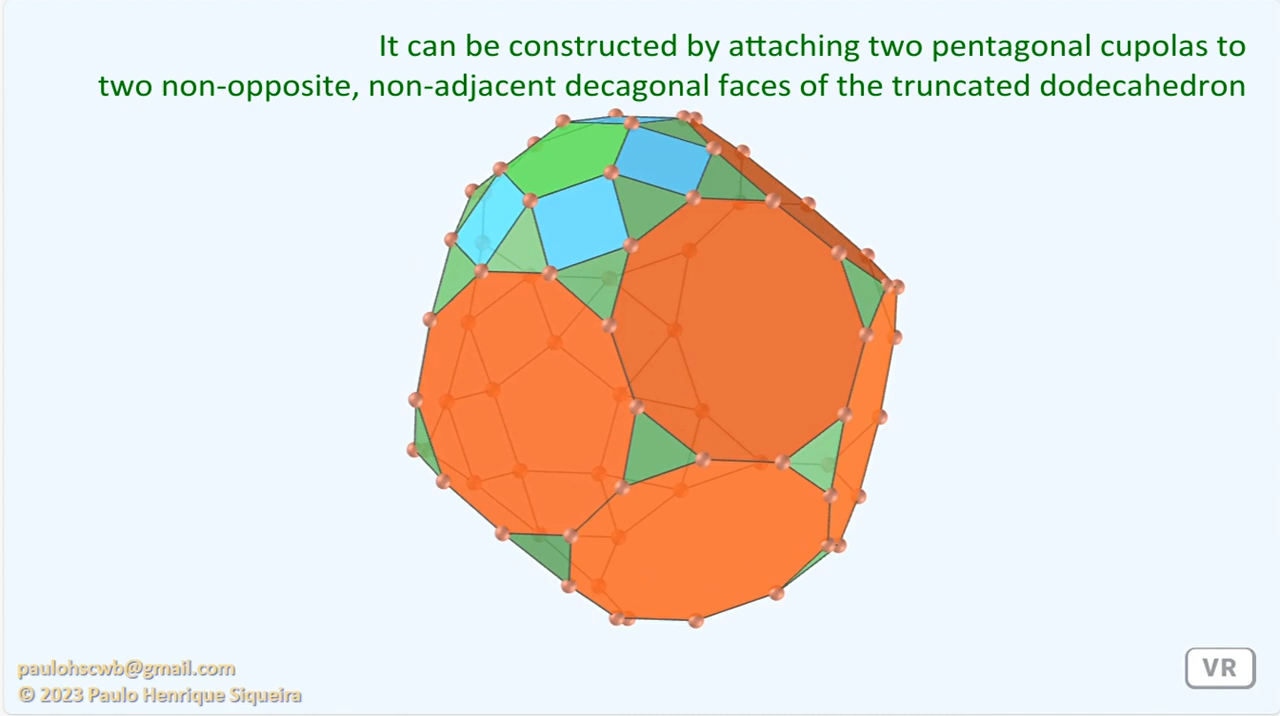 It can be constructed by attaching two pentagonal cupolas to
two non-opposite, non-adjacent decagonal faces of the truncated dodecahedron
VR
paulohscwb@gmail.com
© 2023 Paulo Henrique Siqueira